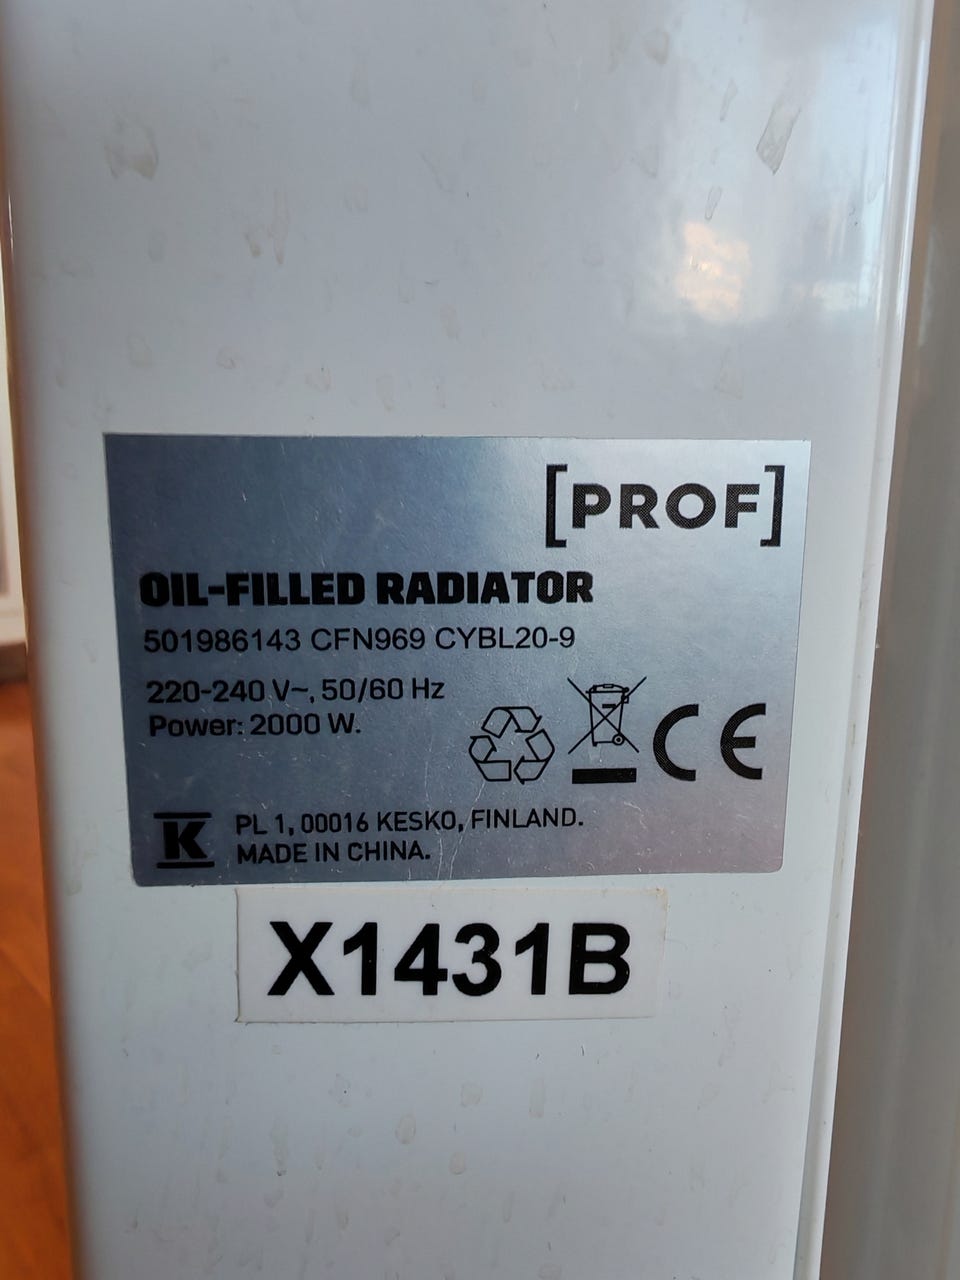 [PROF]
OIL-FILLED RADIATOR
501986143 CFN969 CYBL20-9
220-240 V~, 50/60 Hz
Power: 2000 W.
CE
K PL 1, 00016 KESKO, FINLAND.
MADE IN CHINA.
X1431B